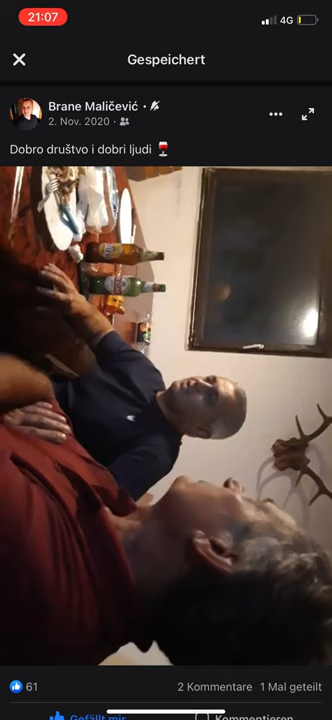 21:07
4G
Gespeichert
Brane Maličević
2. Nov. 2020 ·
Dobro društvo i dobri ljudi 🍷
61
2 Kommentare 1 Mal geteilt
Gefällt mir
Kommentieren